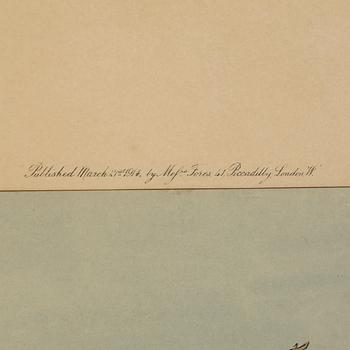 Published March 27th 1914, by Messrs Fores 41 Piccadilly London W.